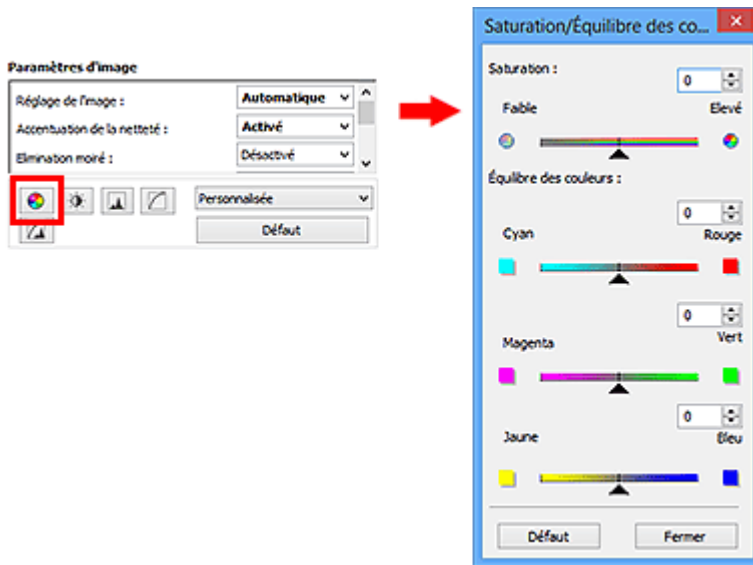 Paramètres d'image
Réglage de l'image : Automatique
Accentuation de la netteté : Activé
Elimination moiré : Désactivé
Personnalisée
Défaut
Saturation/Équilibre des co...
Saturation : 0
Faible Elevé
Équilibre des couleurs :
0
Cyan Rouge
0
Magenta Vert
0
Jaune Bleu
Défaut Fermer